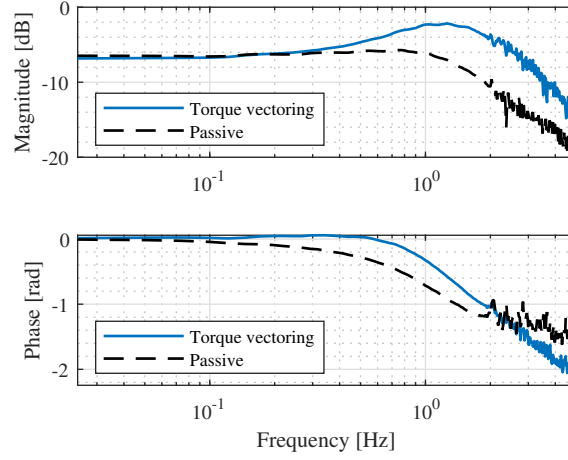 0
-10
-20
Magnitude [dB]
Torque vectoring
Passive
10^-1
10^0
0
-1
-2
Phase [rad]
Torque vectoring
Passive
10^-1
10^0
Frequency [Hz]